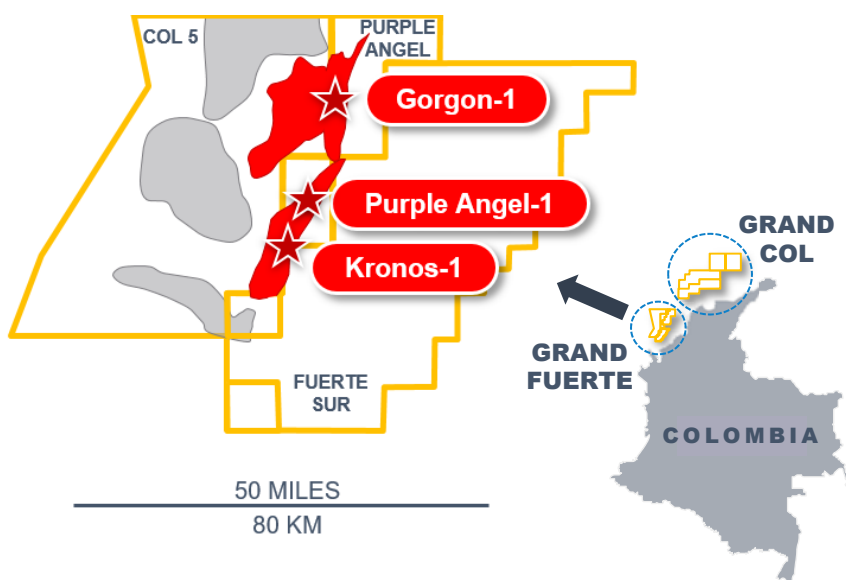 COL 5
PURPLE
ANGEL
Gorgon-1
Purple Angel-1
Kronos-1
FUERTE
SUR
50 MILES
80 KM
GRAND
COL
GRAND
FUERTE
COLOMBIA